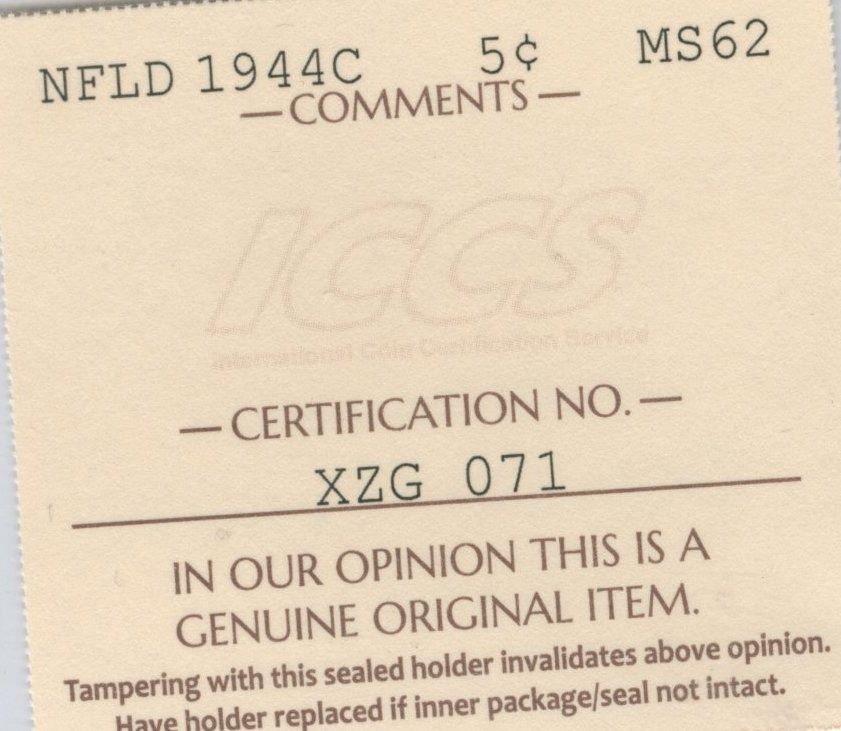 NFLD 1944C 5¢ MS62
—COMMENTS—
ICCS
International Coin Certification Service
—CERTIFICATION NO.—
XZG 071
IN OUR OPINION THIS IS A
GENUINE ORIGINAL ITEM.
Tampering with this sealed holder invalidates above opinion.
Have holder replaced if inner package/seal not intact.